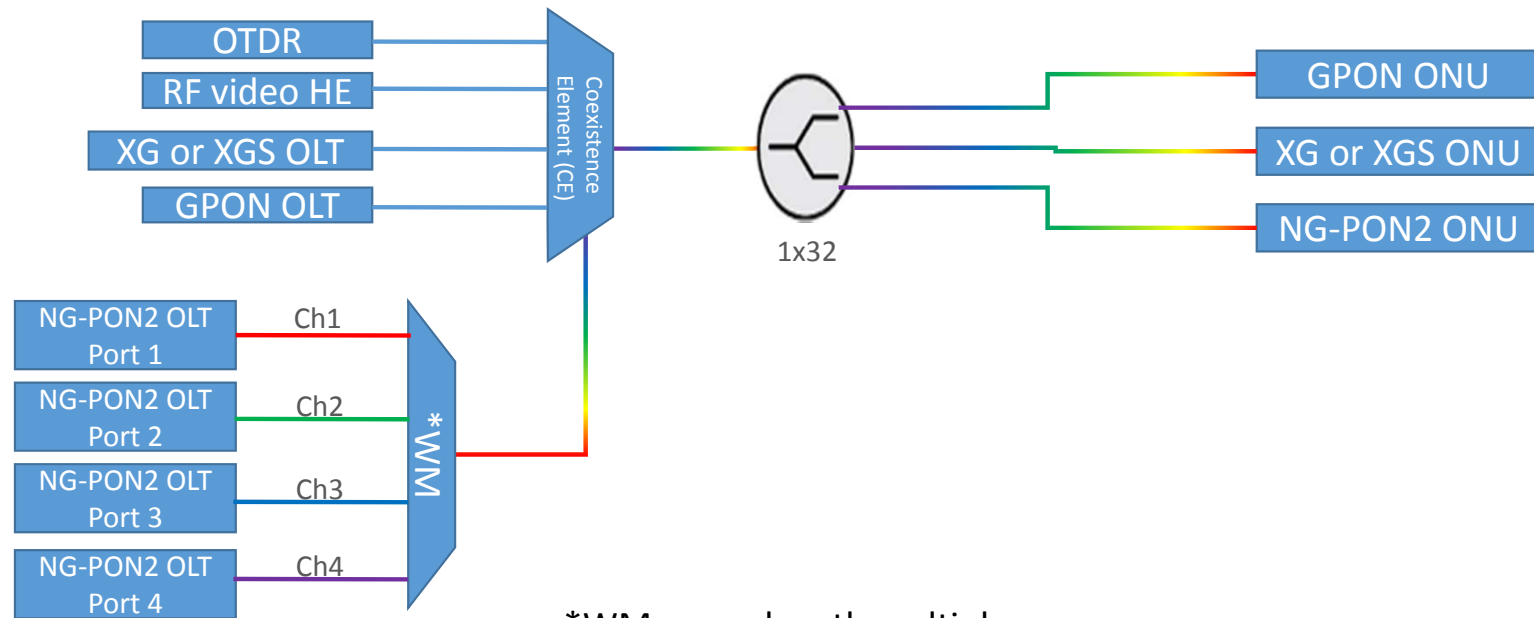 OTDR
RF video HE
XG or XGS OLT
GPON OLT
Coexistence
Element (CE)
1x32
GPON ONU
XG or XGS ONU
NG-PON2 ONU
NG-PON2 OLT
Port 1
Ch1
NG-PON2 OLT
Port 2
Ch2
NG-PON2 OLT
Port 3
Ch3
NG-PON2 OLT
Port 4
Ch4
*WM
*WM